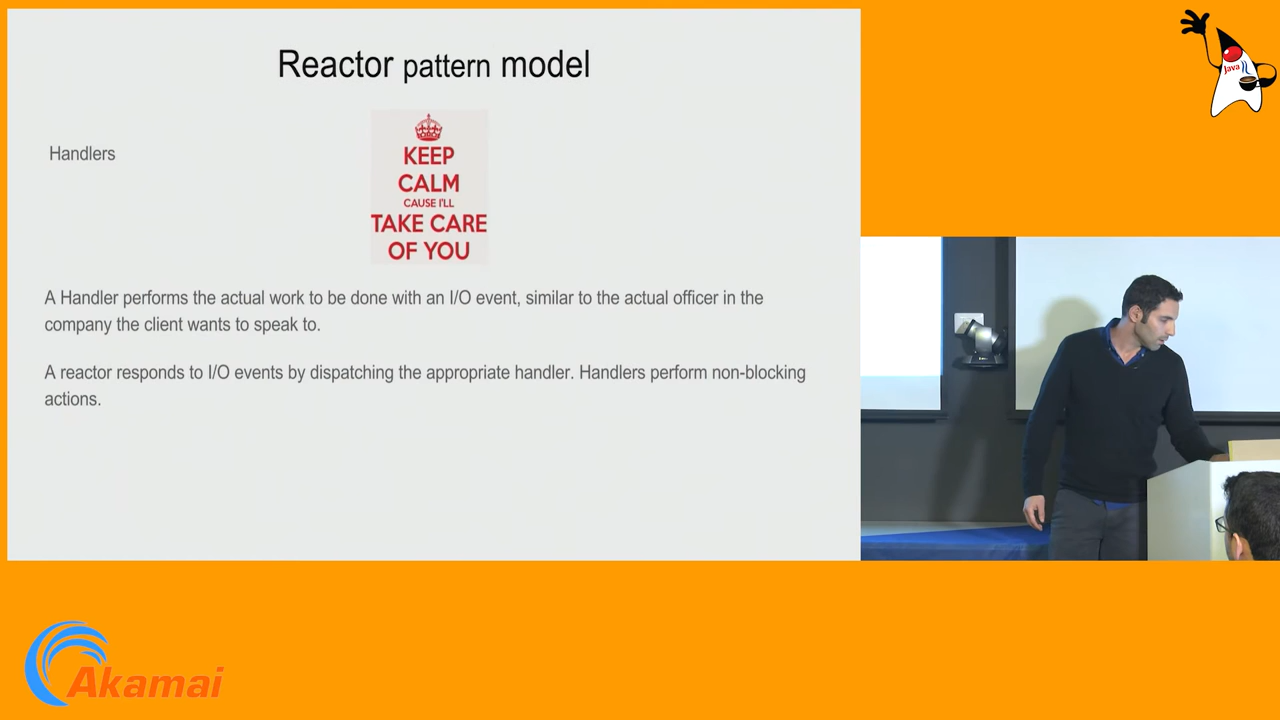 Reactor pattern model
Handlers
KEEP
CALM
CAUSE I'LL
TAKE CARE
OF YOU
A Handler performs the actual work to be done with an I/O event, similar to the actual officer in the
company the client wants to speak to.
A reactor responds to I/O events by dispatching the appropriate handler. Handlers perform non-blocking
actions.
Java
Akamai